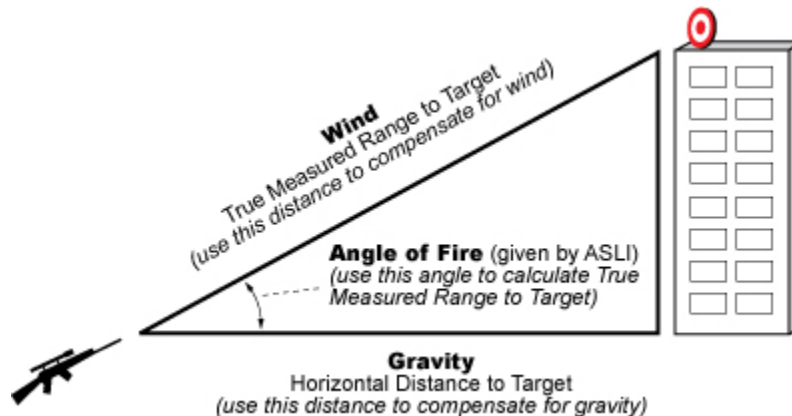 Wind
True Measured Range to Target
(use this distance to compensate for wind)
Angle of Fire (given by ASLI)
(use this angle to calculate True
Measured Range to Target)
Gravity
Horizontal Distance to Target
(use this distance to compensate for gravity)